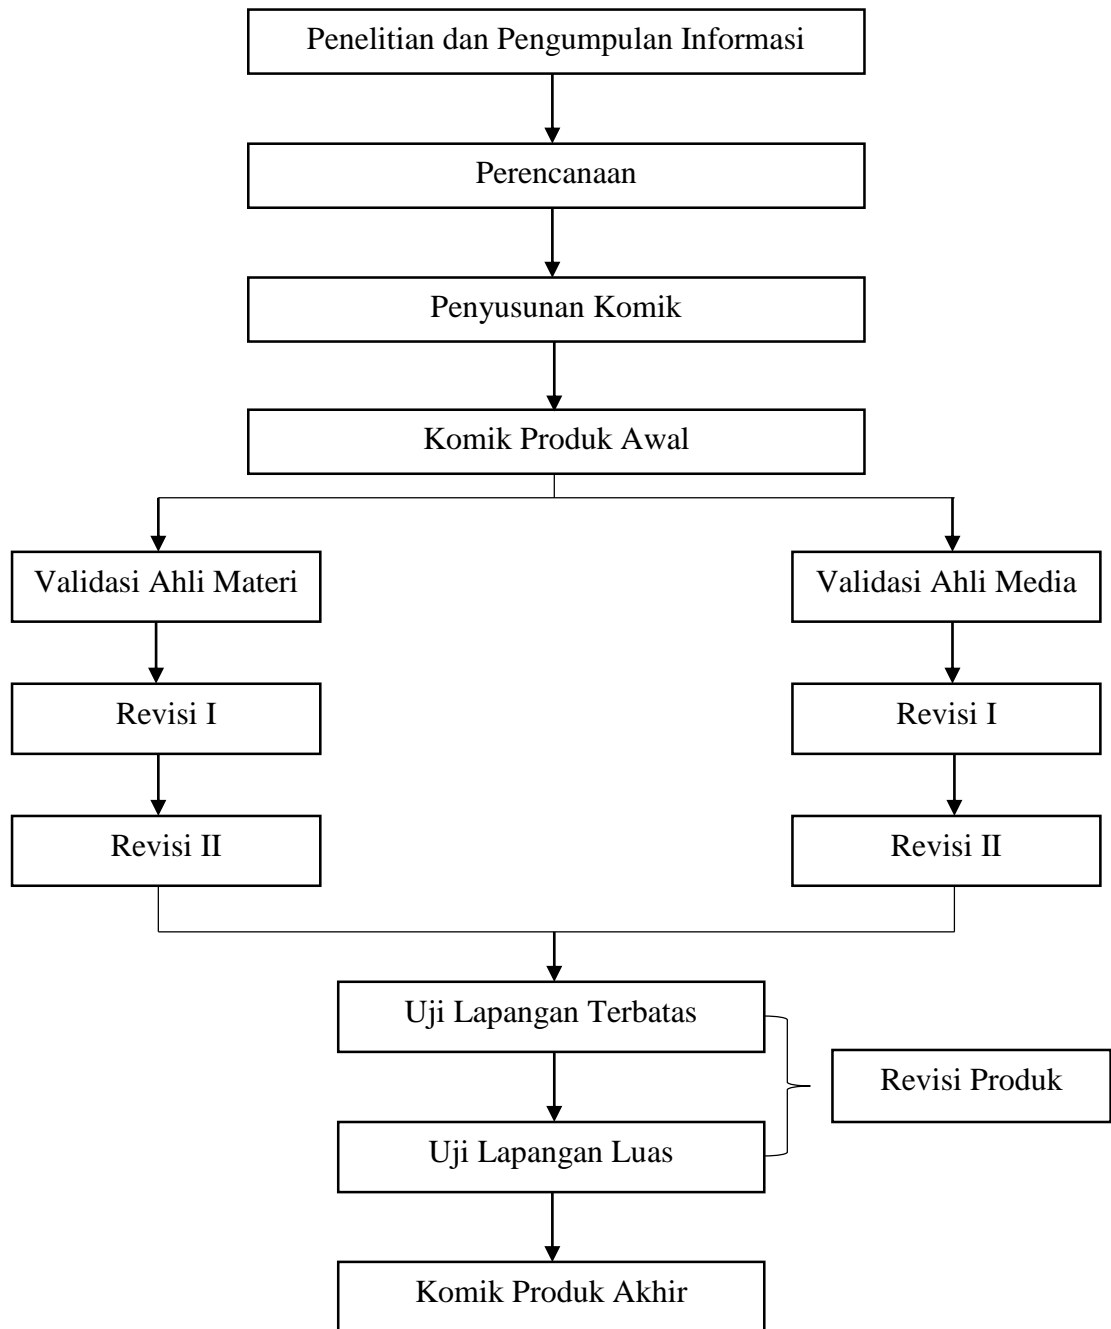 Penelitian dan Pengumpulan Informasi
Perencanaan
Penyusunan Komik
Komik Produk Awal
Validasi Ahli Materi
Validasi Ahli Media
Revisi I
Revisi I
Revisi II
Revisi II
Uji Lapangan Terbatas
Revisi Produk
Uji Lapangan Luas
Komik Produk Akhir